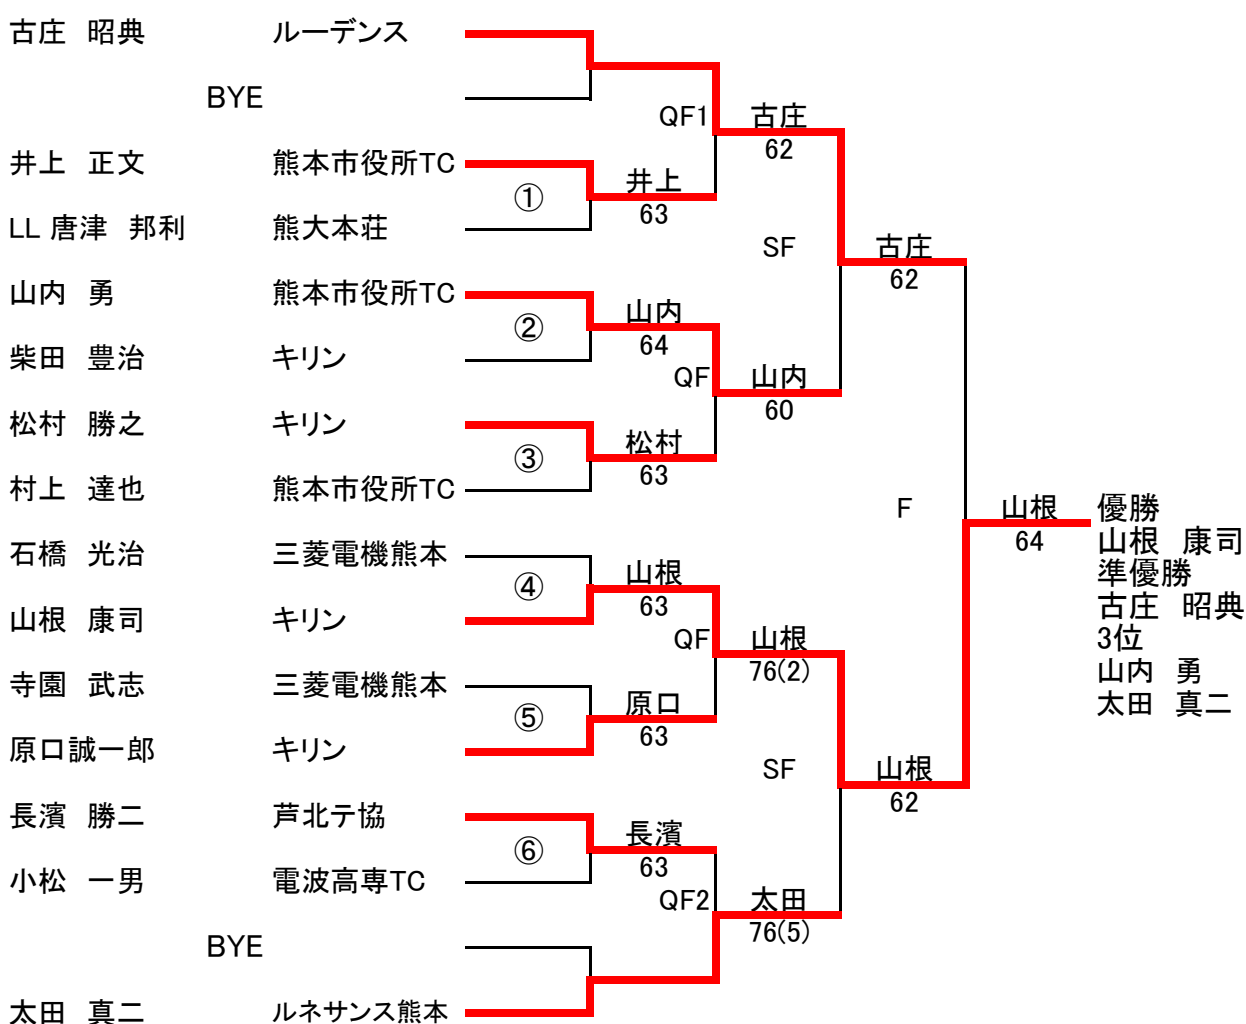 古庄 昭典 ルーデンス
BYE
QF1 古庄
62
井上 正文 熊本市役所TC
① 井上
63
LL 唐津 邦利 熊大本荘
SF 古庄
62
山内 勇 熊本市役所TC
② 山内
64
柴田 豊治 キリン
QF 山内
60
松村 勝之 キリン
③ 松村
63
村上 達也 熊本市役所TC
F 山根
64
優勝
山根 康司
準優勝
古庄 昭典
3位
山内 勇
太田 真二
石橋 光治 三菱電機熊本
④ 山根
63
山根 康司 キリン
QF 山根
76(2)
寺園 武志 三菱電機熊本
⑤ 原口
63
原口誠一郎 キリン
SF 山根
62
長濱 勝二 芦北テ協
⑥ 長濱
63
小松 一男 電波高専TC
QF2 太田
76(5)
BYE
太田 真二 ルネサンス熊本